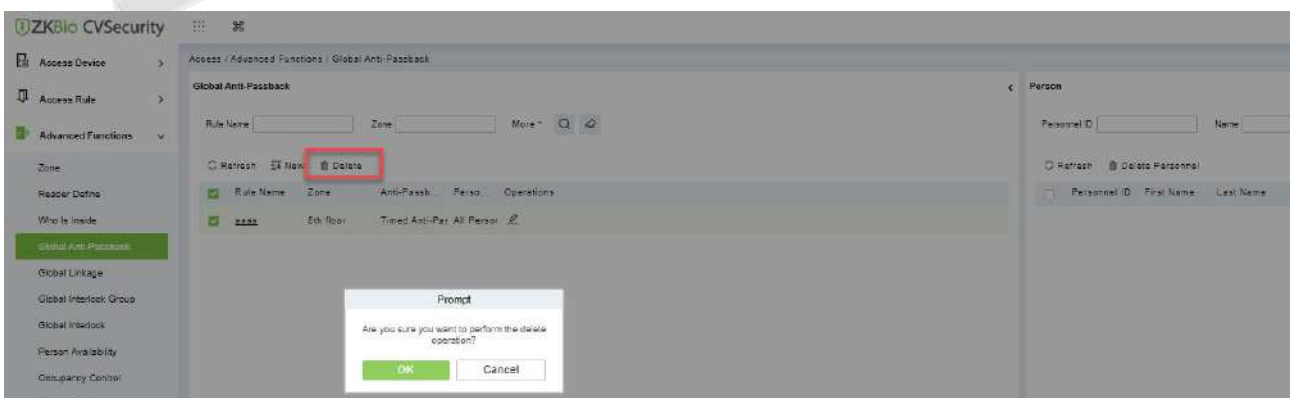 ZKBio CVSecurity
Access Device
Access Rule
Advanced Functions
Zone
Reader Define
Who Is Inside
Global Anti-Passback
Global Linkage
Global Interlock Group
Global Interlock
Person Availability
Occupancy Control
Access / Advanced Functions / Global Anti-Passback
Global Anti-Passback
Rule Name Zone More
Refresh New Delete
Rule Name Zone Anti-Passb... Perso... Operations
5th floor Timed Anti-Pas All Person
Prompt
Are you sure you want to perform the delete
operation?
OK Cancel
Person
Personnel ID Name
Refresh Delete Personnel
Personnel ID First Name Last Name